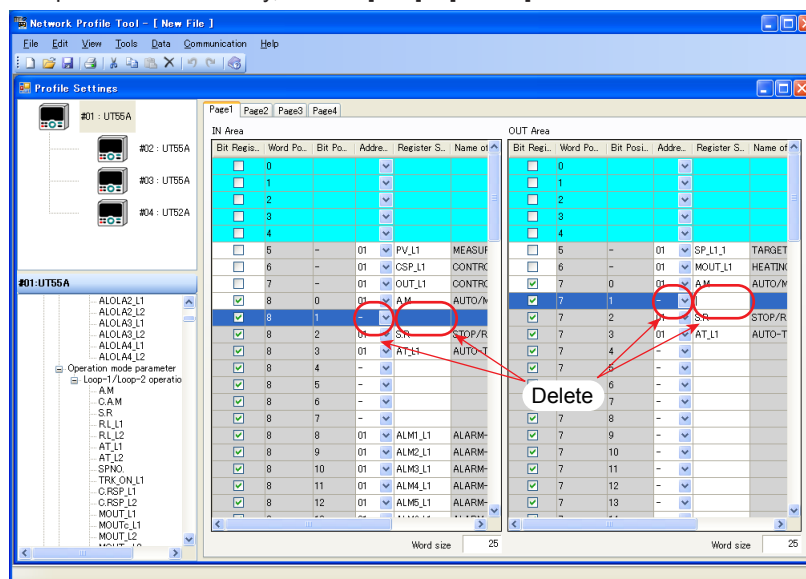 Network Profile Tool - [ New File ]
File Edit View Tools Data Communication Help
Profile Settings
#01 : UT55A
#02 : UT55A
#03 : UT55A
#04 : UT52A
#01:UT55A
ALOLA2_L1
ALOLA2_L2
ALOLA3_L1
ALOLA3_L2
ALOLA4_L1
ALOLA4_L2
Operation mode parameter
Loop-1/Loop-2 operatio
A.M
C.A.M
S.R
R.L_L1
R.L_L2
AT_L1
AT_L2
SPNO.
TRK_ON_L1
C.RSP_L1
C.RSP_L2
MOUT_L1
MOUTc_L1
MOUT_L2
Page1 Page2 Page3 Page4
IN Area
Bit Regis... Word Po... Bit Po... Addre... Register S... Name of
0
1
2
3
4
5 - 01 PV_L1 MEASUR
6 - 01 CSP_L1 CONTRO
7 - 01 OUT_L1 CONTRO
8 0 01 A.M AUTO/M
8 1 -
8 2 01 S.R STOP/R
8 3 01 AT_L1 AUTO-T
8 4 -
8 5 -
8 6 -
8 7 -
8 8 01 ALM1_L1 ALARM-
8 9 01 ALM2_L1 ALARM-
8 10 01 ALM3_L1 ALARM-
8 11 01 ALM4_L1 ALARM-
8 12 01 ALM5_L1 ALARM-
Word size 25
OUT Area
Bit Regi... Word Po... Bit Posi... Addre... Register S... Name of
0
1
2
3
4
5 - 01 SP_L1_1 TARGET
6 - 01 MOUT_L1 HEATING
7 0 01 A.M AUTO/M
7 1 -
7 2 01 S.R STOP/R
7 3 01 AT_L1 AUTO-T
7 4 -
7 5 -
6 -
7 -
7 8 -
7 9 -
7 10 -
7 11 -
7 12 -
7 13 -
Word size 25
Delete